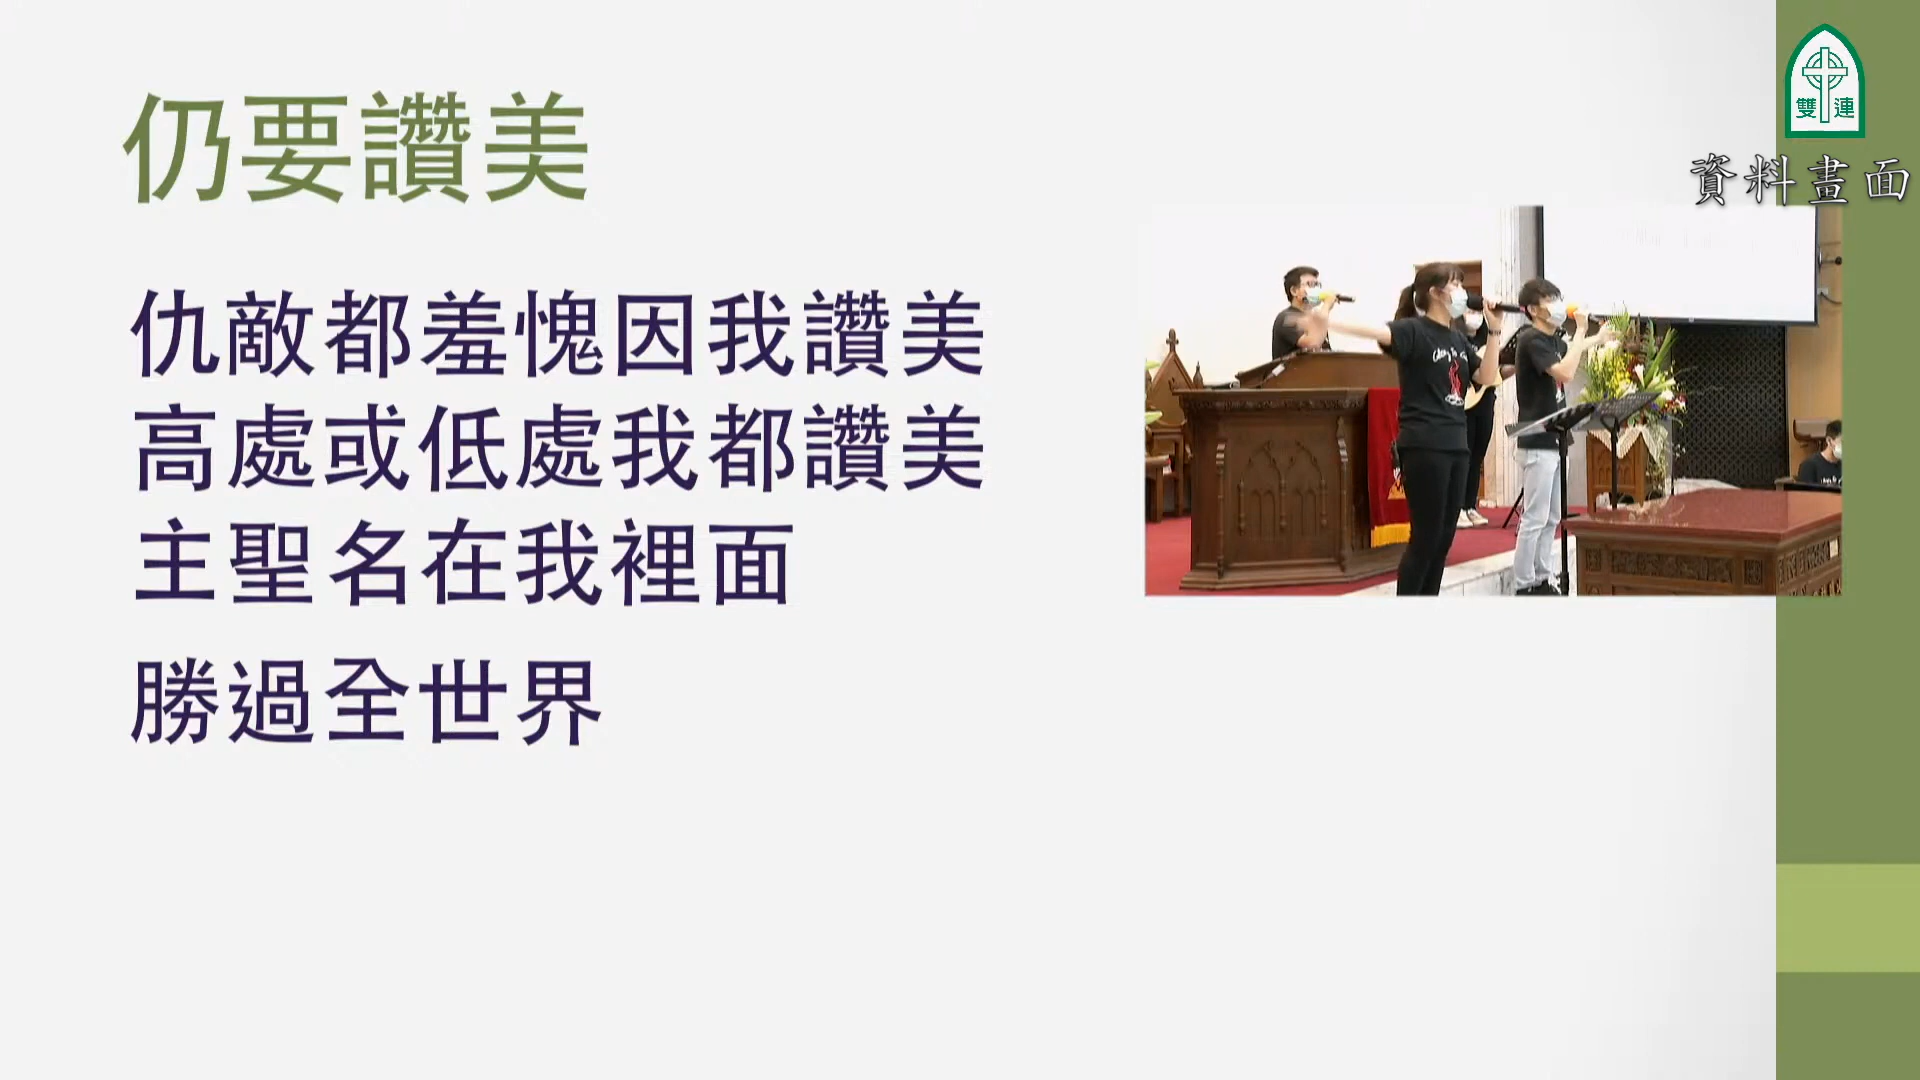 仍要讚美
仇敵都羞愧因我讚美
高處或低處我都讚美
主聖名在我裡面
勝過全世界
雙連
資料畫面